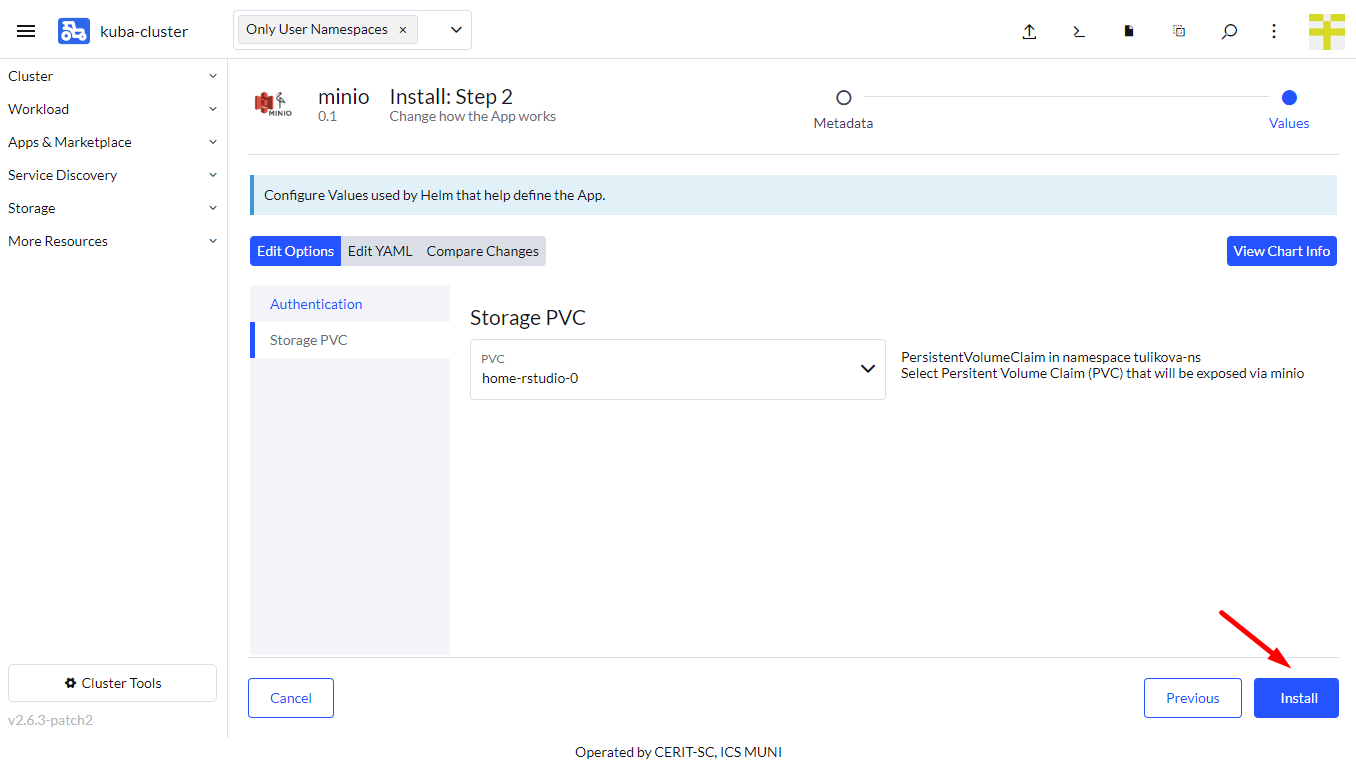 kuba-cluster
Only User Namespaces ×
Cluster
Workload
Apps & Marketplace
Service Discovery
Storage
More Resources
Cluster Tools
v2.6.3-patch2
MINIO
minio
0.1
Install: Step 2
Change how the App works
Metadata
Values
Configure Values used by Helm that help define the App.
Edit Options Edit YAML Compare Changes
View Chart Info
Authentication
Storage PVC
Storage PVC
PVC
home-rstudio-0
PersistentVolumeClaim in namespace tulikova-ns
Select Persitent Volume Claim (PVC) that will be exposed via minio
Cancel
Previous
Install
Operated by CERIT-SC, ICS MUNI